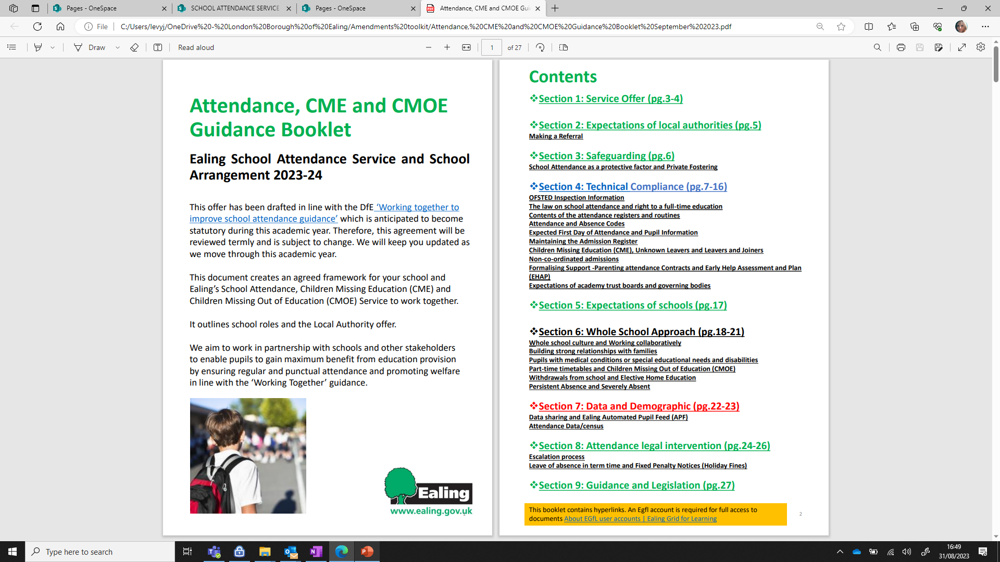 Pages - OneSpace
SCHOOL ATTENDANCE SERVICE
Pages - OneSpace
Attendance, CME and CMOE Gui
File
C:/Users/levyj/OneDrive%20-%20London%20Borough%20of%20Ealing/Amendments%20toolkit/Attendance,%20CME%20and%20CMOE%20Guidance%20Booklet%20September%202023.pdf
Draw
Read aloud
1
of 27
Attendance, CME and CMOE
Guidance Booklet
Ealing School Attendance Service and School
Arrangement 2023-24
This offer has been drafted in line with the DfE ‘Working together to
improve school attendance guidance’ which is anticipated to become
statutory during this academic year. Therefore, this agreement will be
reviewed termly and is subject to change. We will keep you updated as
we move through this academic year.
This document creates an agreed framework for your school and
Ealing’s School Attendance, Children Missing Education (CME) and
Children Missing Out of Education (CMOE) Service to work together.
It outlines school roles and the Local Authority offer.
We aim to work in partnership with schools and other stakeholders
to enable pupils to gain maximum benefit from education provision
by ensuring regular and punctual attendance and promoting welfare
in line with the ‘Working Together’ guidance.
Ealing
www.ealing.gov.uk
1
Contents
❖Section 1: Service Offer (pg.3-4)
❖Section 2: Expectations of local authorities (pg.5)
Making a Referral
❖Section 3: Safeguarding (pg.6)
School Attendance as a protective factor and Private Fostering
❖Section 4: Technical Compliance (pg.7-16)
OFSTED Inspection Information
The law on school attendance and right to a full-time education
Contents of the attendance registers and routines
Attendance and Absence Codes
Expected First Day of Attendance and Pupil Information
Maintaining the Admission Register
Children Missing Education (CME), Unknown Leavers and Leavers and Joiners
Non-co-ordinated admissions
Formalising Support -Parenting attendance Contracts and Early Help Assessment and Plan
(EHAP)
Expectations of academy trust boards and governing bodies
❖Section 5: Expectations of schools (pg.17)
❖Section 6: Whole School Approach (pg.18-21)
Whole school culture and Working collaboratively
Building strong relationships with families
Pupils with medical conditions or special educational needs and disabilities
Part-time timetables and Children Missing Out of Education (CMOE)
Withdrawals from school and Elective Home Education
Persistent Absence and Severely Absent
❖Section 7: Data and Demographic (pg.22-23)
Data sharing and Ealing Automated Pupil Feed (APF)
Attendance Data/census
❖Section 8: Attendance legal intervention (pg.24-26)
Escalation process
Leave of absence in term time and Fixed Penalty Notices (Holiday Fines)
❖Section 9: Guidance and Legislation (pg.27)
This booklet contains hyperlinks. An Egfl account is required for full access to
documents About EGfL user accounts | Ealing Grid for Learning
2
Type here to search
16:49
31/08/2023